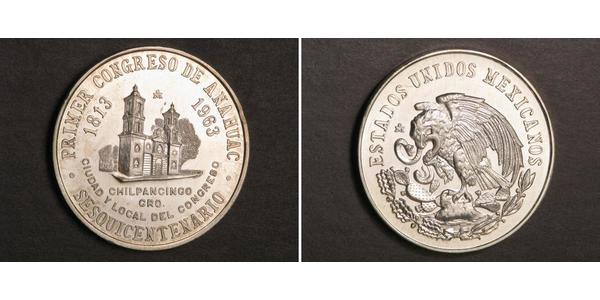 PRIMER CONGRESO DE ANAHUAC
1813
1963
CHILPANCINGO
GRO.
CIUDAD Y LOCAL DEL CONGRESO
SESQUICENTENARIO
ESTADOS UNIDOS MEXICANOS